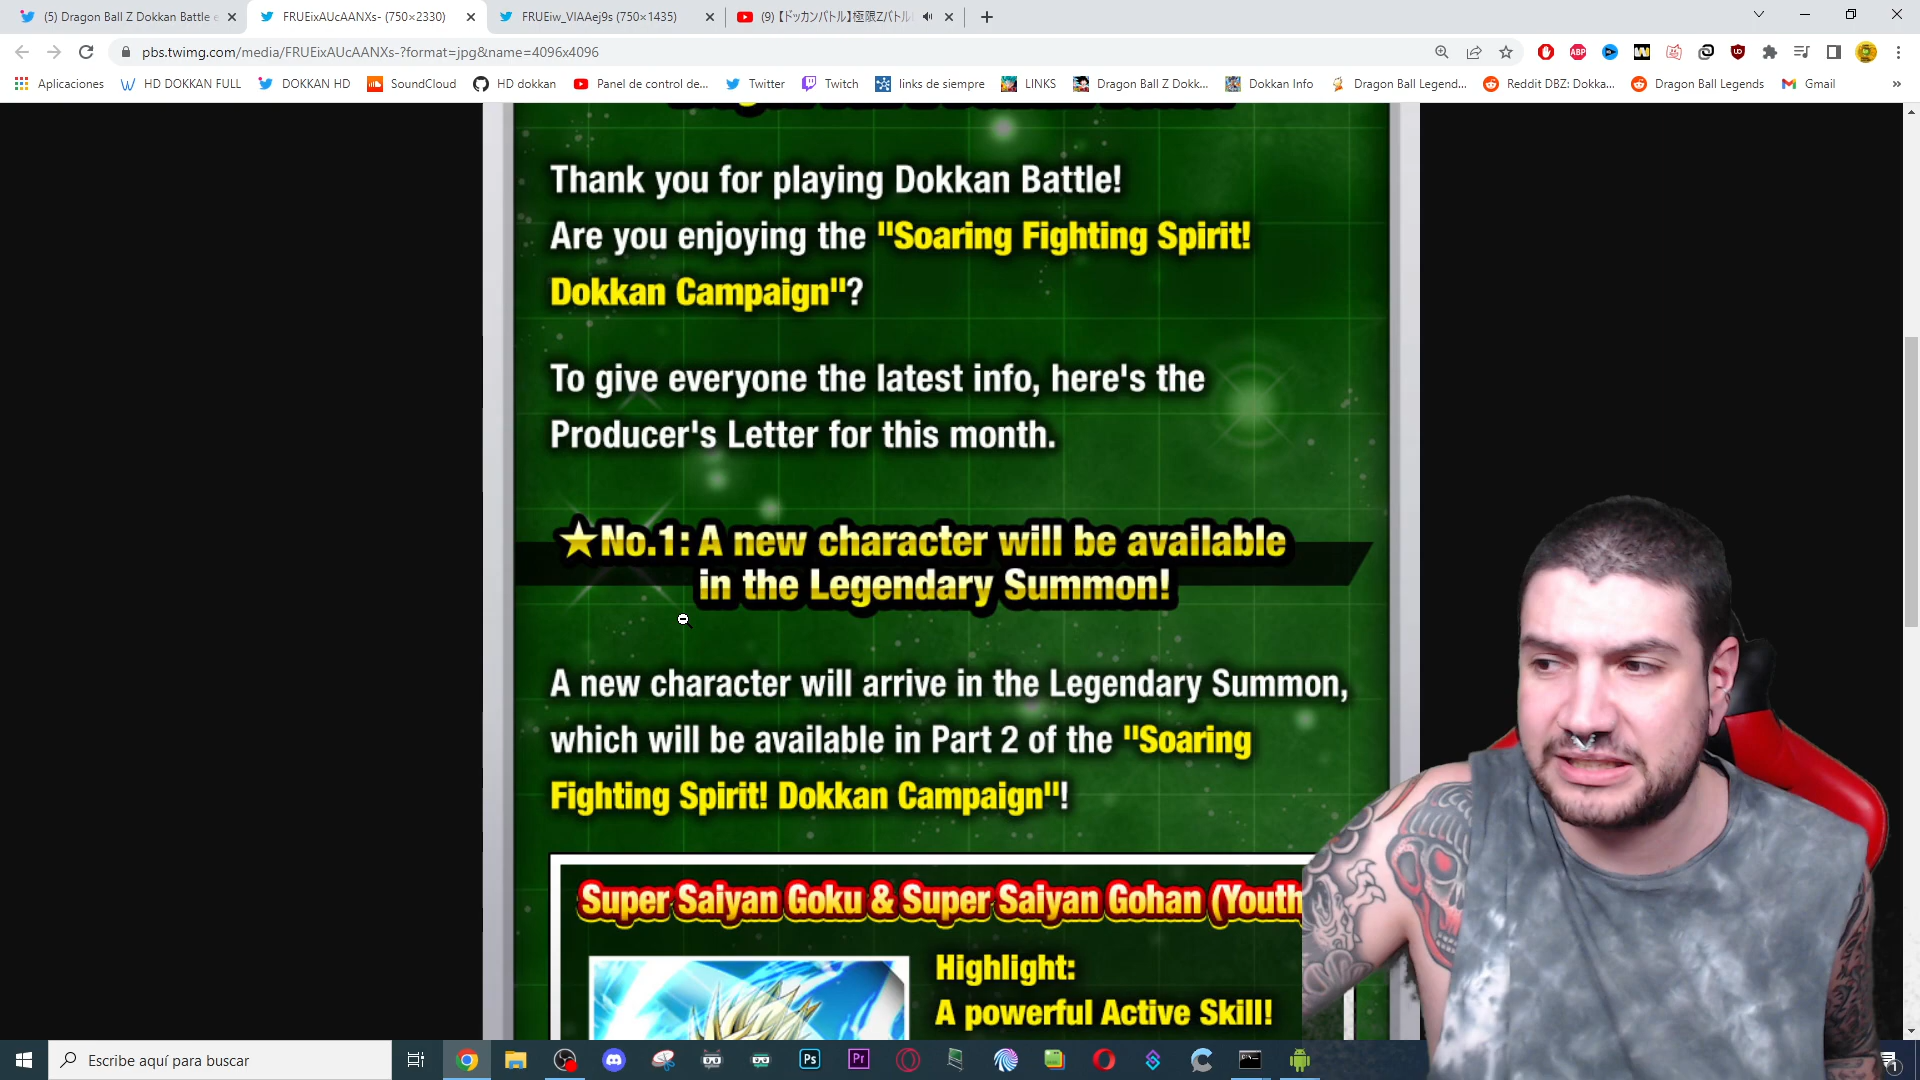 (5) Dragon Ball Z Dokkan Battle e
FRUEixAUcAANXs- (750×2330)
FRUEiw_VIAAej9s (750×1435)
(9)【ドッカンバトル】極限Zバトル
pbs.twimg.com/media/FRUEixAUcAANXs-?format=jpg&name=4096x4096
Aplicaciones
HD DOKKAN FULL
DOKKAN HD
SoundCloud
HD dokkan
Panel de control de...
Twitter
Twitch
links de siempre
LINKS
Dragon Ball Z Dokk...
Dokkan Info
Dragon Ball Legend...
Reddit DBZ: Dokka...
Dragon Ball Legends
Gmail
»
Thank you for playing Dokkan Battle!
Are you enjoying the "Soaring Fighting Spirit!
Dokkan Campaign"?
To give everyone the latest info, here's the
Producer's Letter for this month.
★No.1: A new character will be available
in the Legendary Summon!
A new character will arrive in the Legendary Summon,
which will be available in Part 2 of the "Soaring
Fighting Spirit! Dokkan Campaign"!
Super Saiyan Goku & Super Saiyan Gohan (Youth
Highlight:
A powerful Active Skill!
Escribe aquí para buscar
Ps
Pr
1